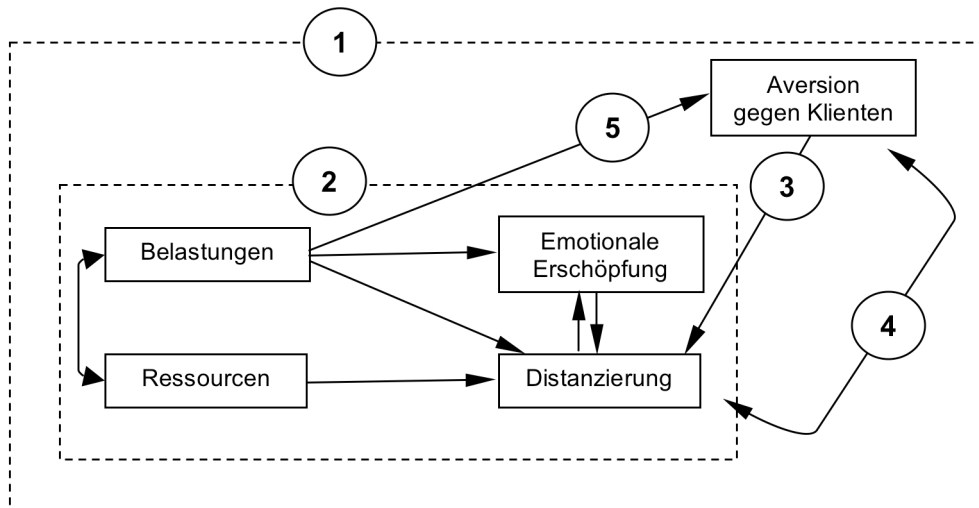 1
Aversion
gegen Klienten
5
3
2
Belastungen
Emotionale
Erschöpfung
4
Ressourcen
Distanzierung